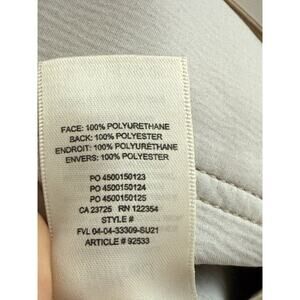 FACE: 100% POLYURETHANE
BACK: 100% POLYESTER
ENDROIT: 100% POLYURÉTHANE
ENVERS: 100% POLYESTER
PO 4500150123
PO 4500150124
PO 4500150125
CA 23725 RN 122354
STYLE #
FVL 04-04-33309-SU21
ARTICLE # 92533